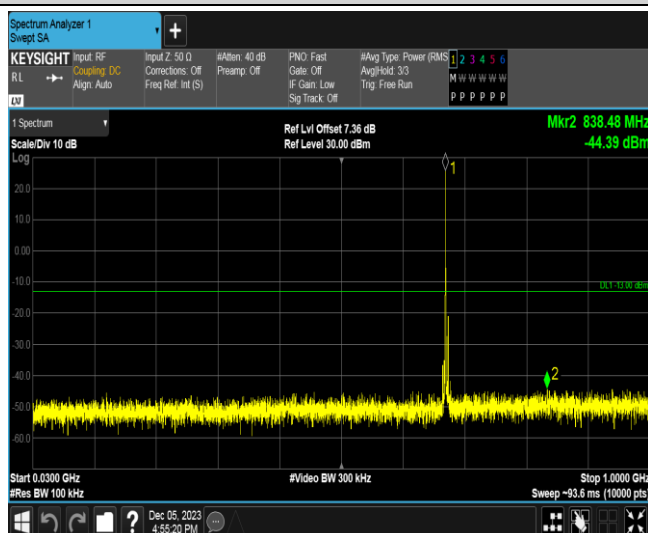 Spectrum Analyzer 1
Swept SA
+
KEYSIGHT Input: RF Input Z: 50 Ω #Atten: 40 dB PNO: Fast #Avg Type: Power (RMS 1 2 3 4 5 6
RL Coupling: DC Corrections: Off Preamp: Off Gate: Off Avg|Hold: 3/3 M W W W W W
Align: Auto Freq Ref: Int (S) IF Gain: Low Trig: Free Run
Sig Track: Off P P P P P P
LXI
1 Spectrum Ref Lvl Offset 7.36 dB Mkr2 838.48 MHz
Scale/Div 10 dB Ref Level 30.00 dBm -44.39 dBm
Log
1
20.0
10.0
0.00
-10.0
DL1 -13.00 dBm
-20.0
-30.0
2
-40.0
-50.0
-60.0
Start 0.0300 GHz #Video BW 300 kHz Stop 1.0000 GHz
#Res BW 100 kHz Sweep ~93.6 ms (10000 pts)
? Dec 05, 2023
4:55:20 PM